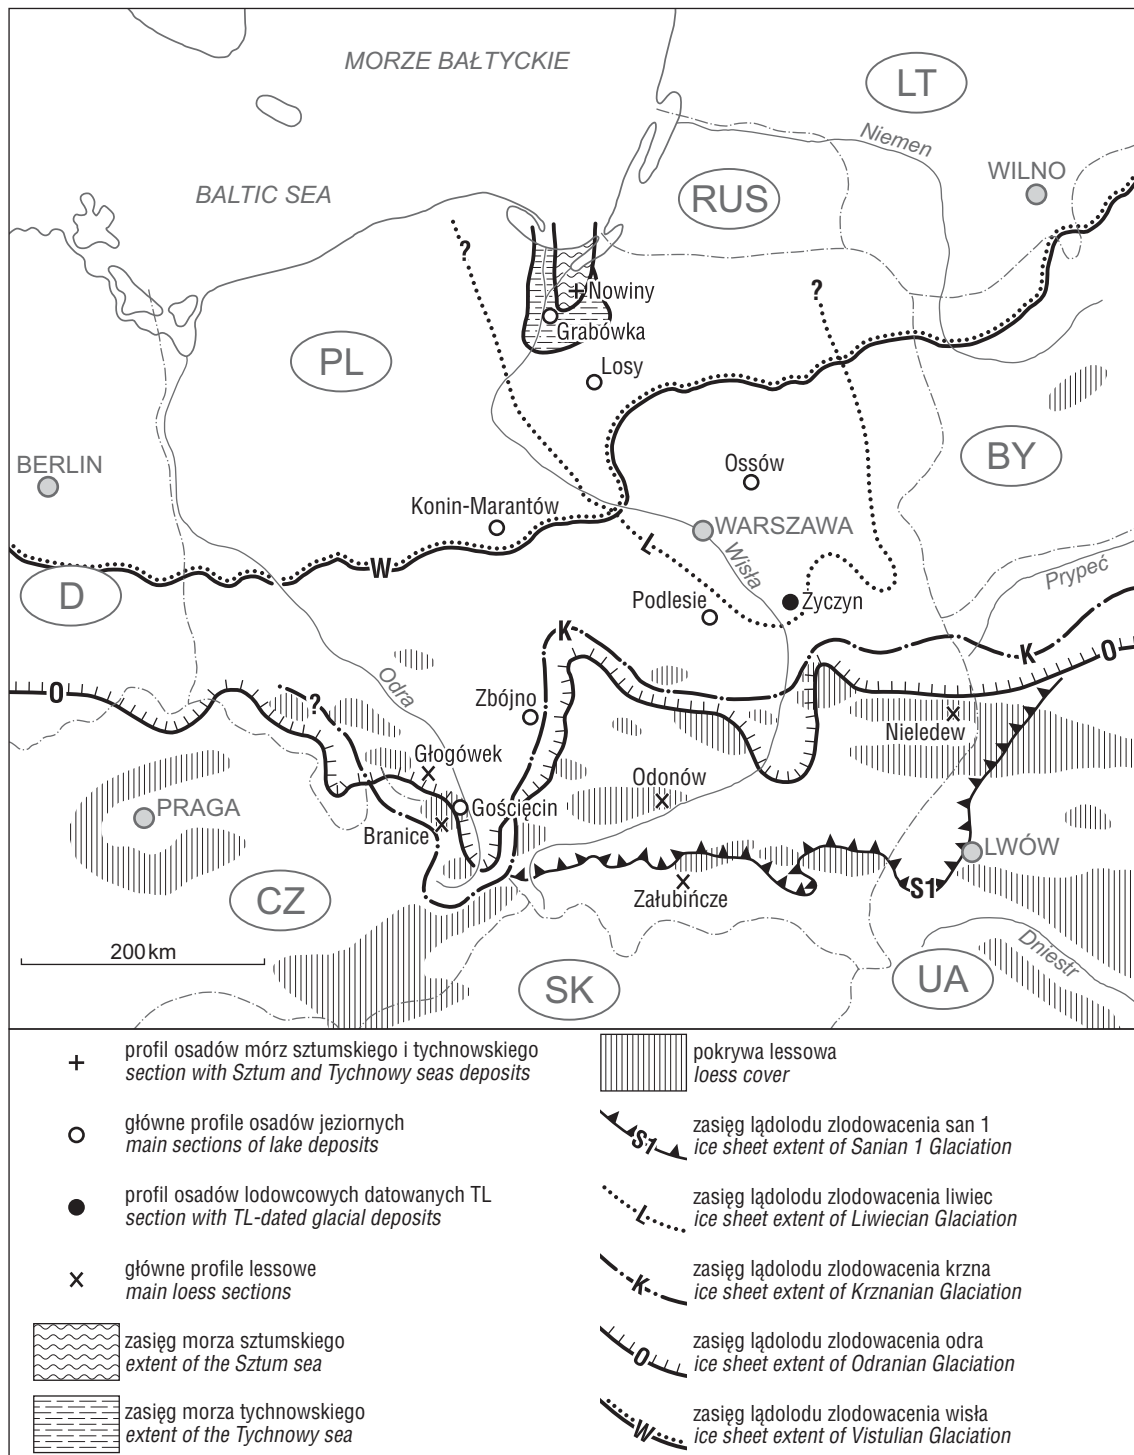 MORZE BAŁTYCKIE
LT
Niemen
WILNO
RUS
BALTIC SEA
?
Nowiny
?
Grabówka
PL
Losy
BERLIN
BY
Ossów
Konin-Marantów
WARSZAWA
L
W
Wisła
Prypeć
D
Podlesie
Życzyn
K
K
O
Odra
O
?
Zbójno
Głogówek
Nieledew
Odonów
PRAGA
Gościęcin
Branice
LWÓW
S1
Załubińcze
CZ
200 km
Dniestr
SK
UA
profil osadów mórz sztumskiego i tychnowskiego
section with Sztum and Tychnowy seas deposits
główne profile osadów jeziornych
main sections of lake deposits
profil osadów lodowcowych datowanych TL
section with TL-dated glacial deposits
główne profile lessowe
main loess sections
zasięg morza sztumskiego
extent of the Sztum sea
zasięg morza tychnowskiego
extent of the Tychnowy sea
pokrywa lessowa
loess cover
S1
zasięg lądolodu zlodowacenia san 1
ice sheet extent of Sanian 1 Glaciation
L
zasięg lądolodu zlodowacenia liwiec
ice sheet extent of Liwiecian Glaciation
K
zasięg lądolodu zlodowacenia krzna
ice sheet extent of Krznanian Glaciation
O
zasięg lądolodu zlodowacenia odra
ice sheet extent of Odranian Glaciation
W
zasięg lądolodu zlodowacenia wisła
ice sheet extent of Vistulian Glaciation